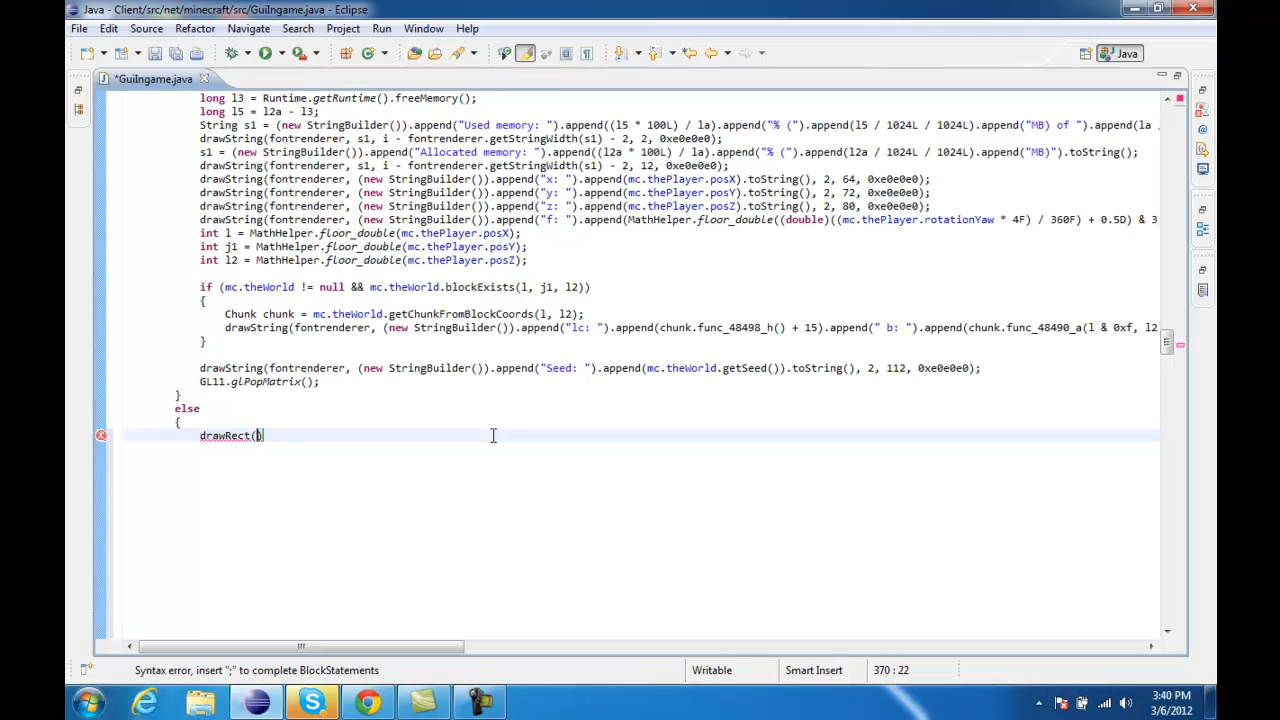 Java - Client/src/net/minecraft/src/GuiIngame.java - Eclipse
File Edit Source Refactor Navigate Search Project Run Window Help
Java
*GuiIngame.java
long l3 = Runtime.getRuntime().freeMemory();
long l5 = l2a - l3;
String s1 = (new StringBuilder()).append("Used memory: ").append((l5 * 100L) / la).append("% (").append(l5 / 1024L / 1024L).append("MB) of ").append(la
drawString(fontrenderer, s1, i - fontrenderer.getStringWidth(s1) - 2, 2, 0xe0e0e0);
s1 = (new StringBuilder()).append("Allocated memory: ").append((l2a * 100L) / la).append("% (").append(l2a / 1024L / 1024L).append("MB)").toString();
drawString(fontrenderer, s1, i - fontrenderer.getStringWidth(s1) - 2, 12, 0xe0e0e0);
drawString(fontrenderer, (new StringBuilder()).append("x: ").append(mc.thePlayer.posX).toString(), 2, 64, 0xe0e0e0);
drawString(fontrenderer, (new StringBuilder()).append("y: ").append(mc.thePlayer.posY).toString(), 2, 72, 0xe0e0e0);
drawString(fontrenderer, (new StringBuilder()).append("z: ").append(mc.thePlayer.posZ).toString(), 2, 80, 0xe0e0e0);
drawString(fontrenderer, (new StringBuilder()).append("f: ").append(MathHelper.floor_double((double)((mc.thePlayer.rotationYaw * 4F) / 360F) + 0.5D) & 3
int l = MathHelper.floor_double(mc.thePlayer.posX);
int j1 = MathHelper.floor_double(mc.thePlayer.posY);
int l2 = MathHelper.floor_double(mc.thePlayer.posZ);
if (mc.theWorld != null && mc.theWorld.blockExists(l, j1, l2))
{
Chunk chunk = mc.theWorld.getChunkFromBlockCoords(l, l2);
drawString(fontrenderer, (new StringBuilder()).append("lc: ").append(chunk.func_48498_h() + 15).append(" b: ").append(chunk.func_48490_a(l & 0xf, l2
}
drawString(fontrenderer, (new StringBuilder()).append("Seed: ").append(mc.theWorld.getSeed()).toString(), 2, 112, 0xe0e0e0);
GL11.glPopMatrix();
}
else
{
drawRect()
Syntax error, insert ";" to complete BlockStatements
Writable
Smart Insert
370 : 22
3:40 PM
3/6/2012